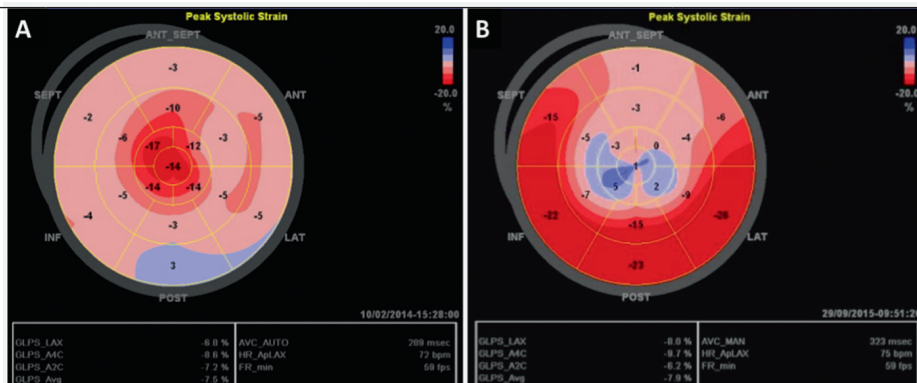 A
Peak Systolic Strain
ANT_SEPT
20.0
-20.0
%
SEPT
ANT
INF
LAT
POST
-3
-2
-10
-5
-6
-3
-17
-12
-14
-14
-14
-5
-5
-4
-5
-3
3
10/02/2014-15:28:00
GLPS_LAX -6.8 %
GLPS_A4C -8.6 %
GLPS_A2C -7.2 %
GLPS_Avg -7.5 %
AVC_AUTO 289 msec
HR_ApLAX 72 bpm
FR_min 59 fps
B
Peak Systolic Strain
ANT_SEPT
20.0
-20.0
%
SEPT
ANT
INF
LAT
POST
-1
-15
-3
-6
-5
-4
-3
0
1
5
2
-7
-9
-22
-26
-15
-23
29/09/2015-09:51:26
GLPS_LAX -8.0 %
GLPS_A4C -9.7 %
GLPS_A2C -6.2 %
GLPS_Avg -7.9 %
AVC_MAN 323 msec
HR_ApLAX 75 bpm
FR_min 59 fps